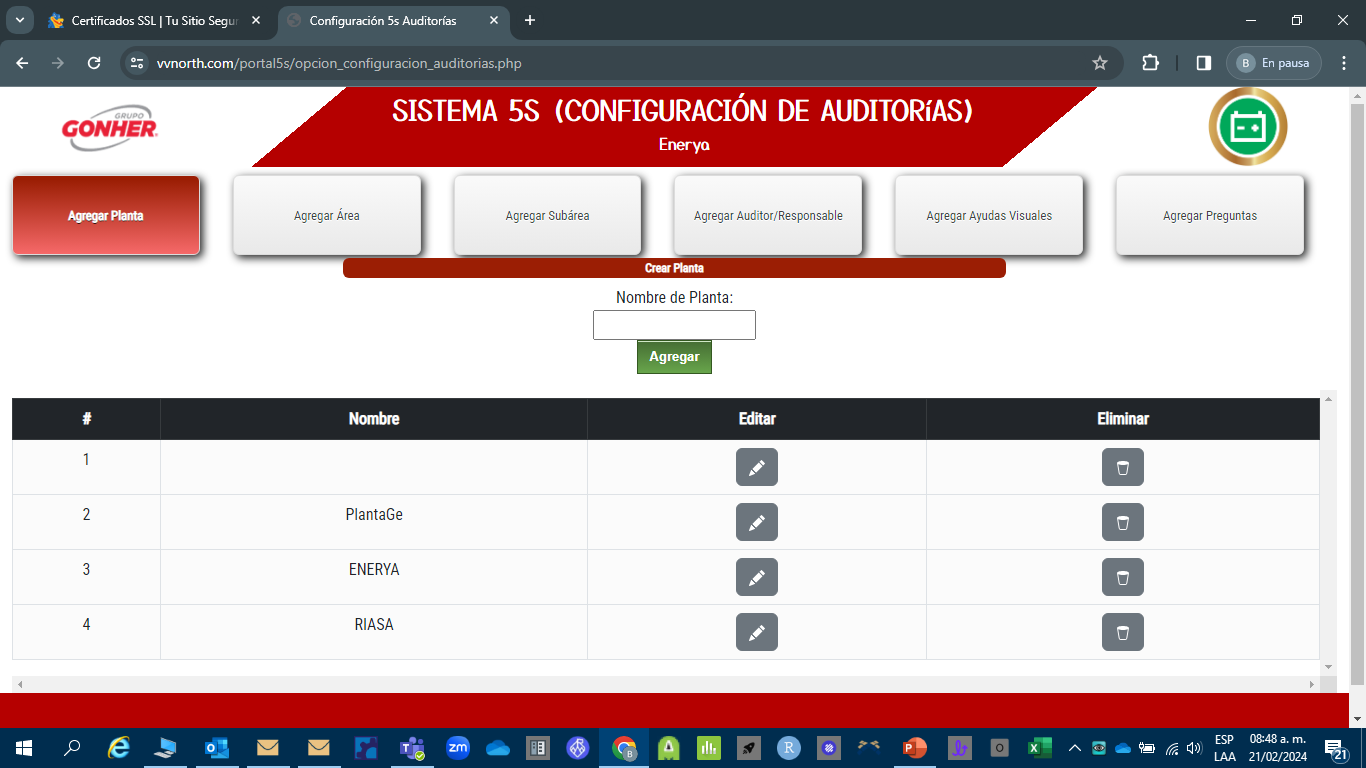 Certificados SSL | Tu Sitio Segur
Configuración 5s Auditorías
vvnorth.com/portal5s/opcion_configuracion_auditorias.php
B
En pausa
GRUPO
GONHER
SISTEMA 5S (CONFIGURACIÓN DE AUDITORíAS)
Enerya
Agregar Planta
Agregar Área
Agregar Subárea
Agregar Auditor/Responsable
Agregar Ayudas Visuales
Agregar Preguntas
Crear Planta
Nombre de Planta:
Agregar
# Nombre Editar Eliminar
1
2 PlantaGe
3 ENERYA
4 RIASA
ESP 08:48 a. m.
LAA 21/02/2024
21